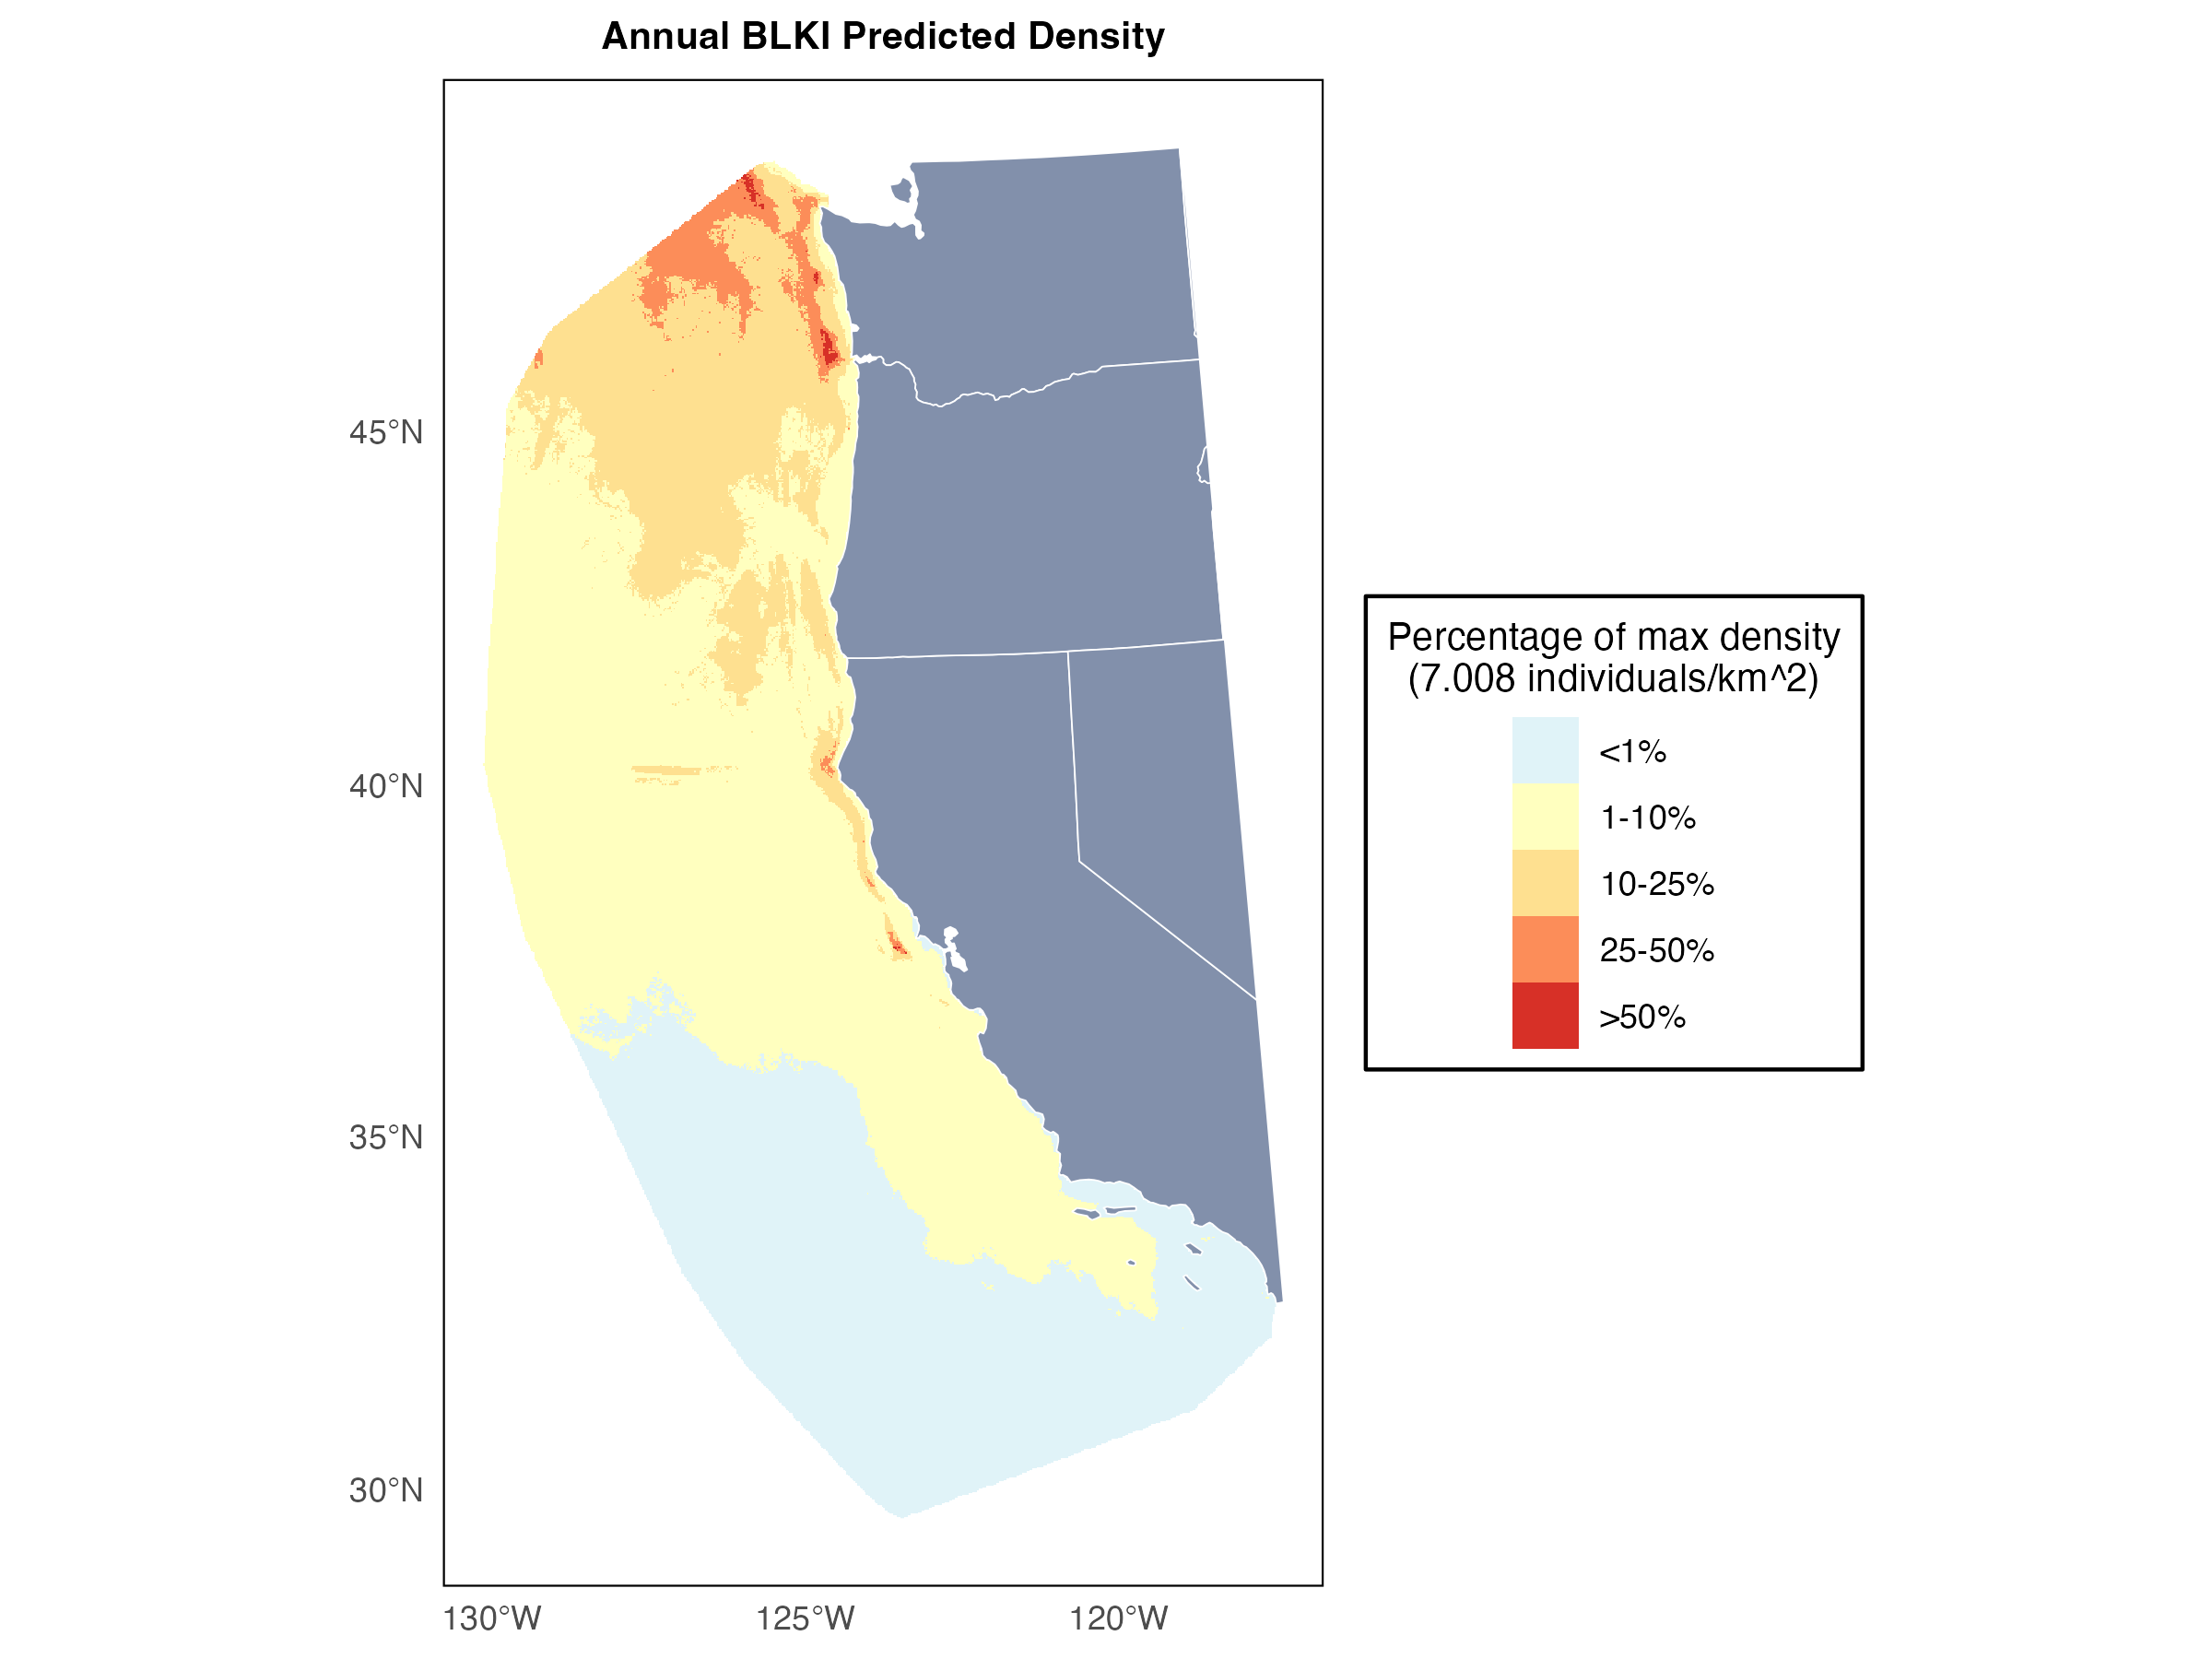 Annual BLKI Predicted Density
45°N
40°N
35°N
30°N
130°W
125°W
120°W
Percentage of max density
(7.008 individuals/km^2)
<1%
1-10%
10-25%
25-50%
>50%